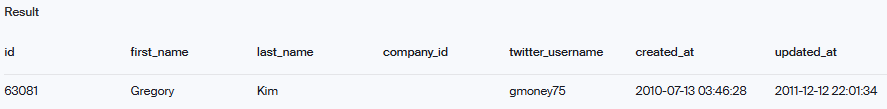 Result
id first_name last_name company_id twitter_username created_at updated_at
63081 Gregory Kim gmoney75 2010-07-13 03:46:28 2011-12-12 22:01:34